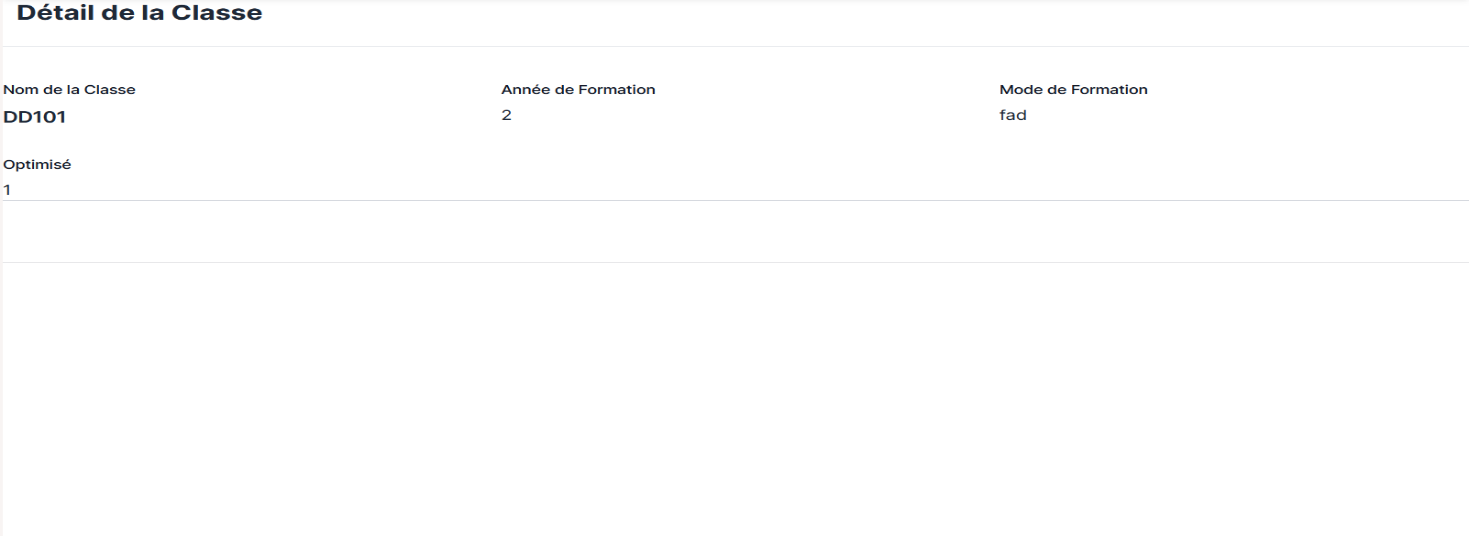 Détail de la Classe
Nom de la Classe
DD101
Année de Formation
2
Mode de Formation
fad
Optimisé
1